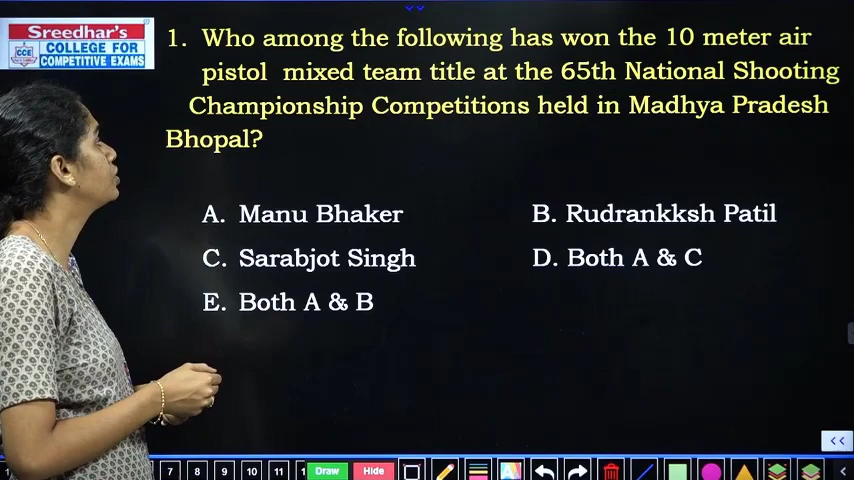 Sreedhar's
CCE
COLLEGE FOR
COMPETITIVE EXAMS
1. Who among the following has won the 10 meter air
pistol mixed team title at the 65th National Shooting
Championship Competitions held in Madhya Pradesh
Bhopal?
A. Manu Bhaker
B. Rudrankksh Patil
C. Sarabjot Singh
D. Both A & C
E. Both A & B
<<
7 8 9 10 11 1 Draw Hide